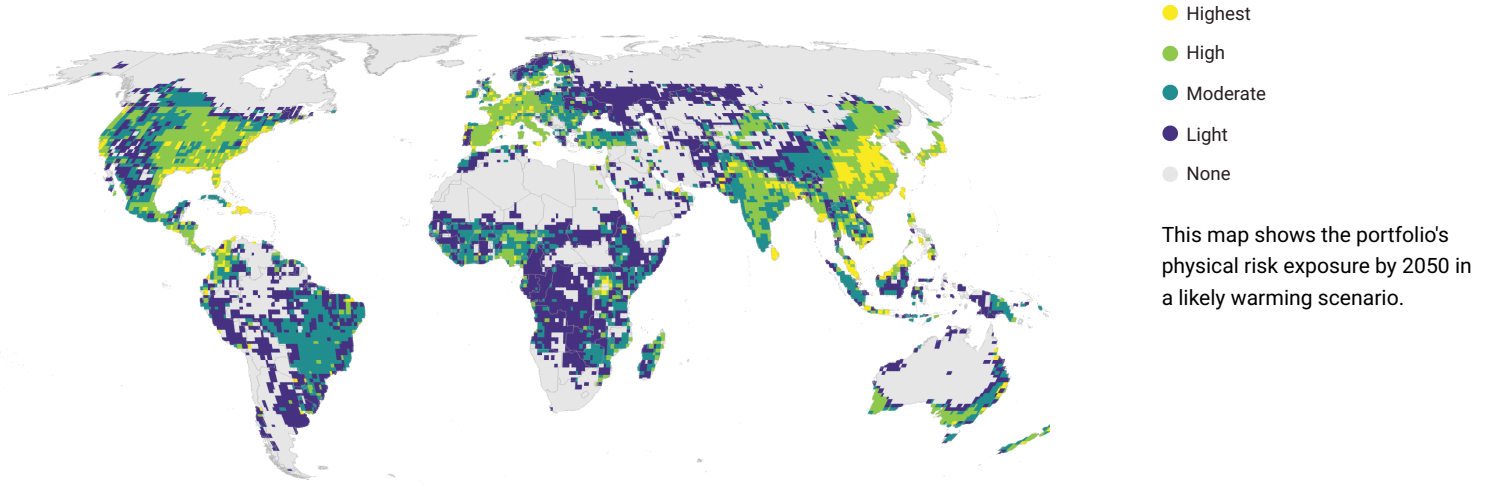 Highest
High
Moderate
Light
None
This map shows the portfolio's
physical risk exposure by 2050 in
a likely warming scenario.